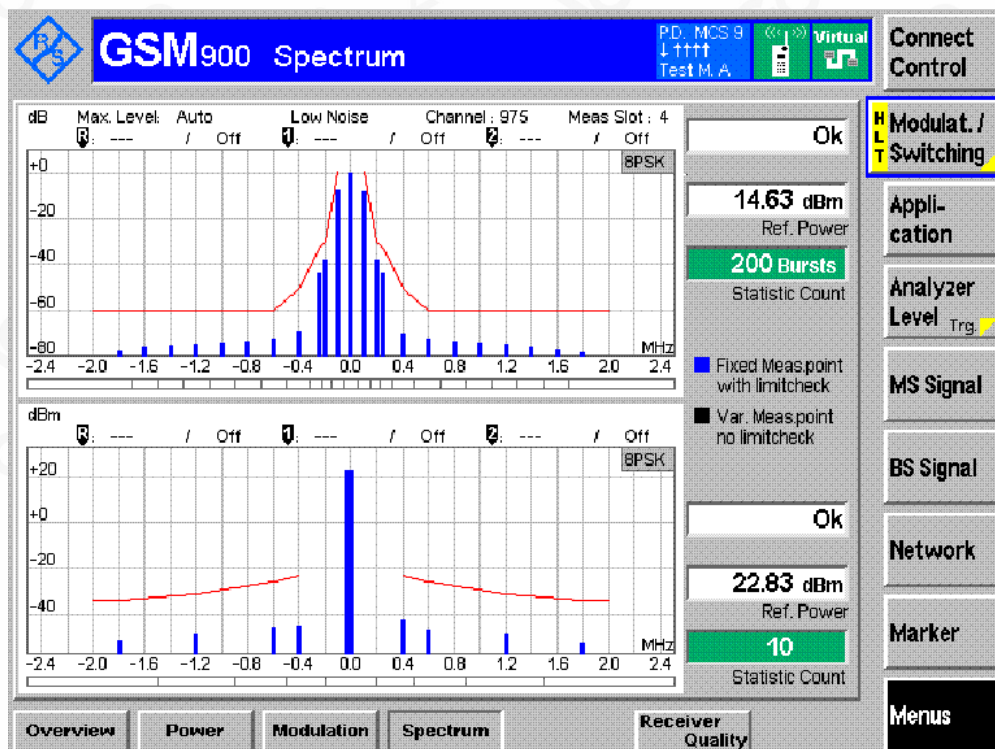 R S
GSM900 Spectrum
P.D. MCS 9
↓ ↑↑↑↑
Test M. A
Virtual
Connect
Control
dB Max. Level: Auto Low Noise Channel : 975 Meas Slot : 4
R : --- / Off 1 : --- / Off 2 : --- / Off
8PSK
+0
-20
-40
-60
-80
MHz
-2.4 -2.0 -1.6 -1.2 -0.8 -0.4 0.0 0.4 0.8 1.2 1.6 2.0 2.4
Ok
14.63 dBm
Ref. Power
200 Bursts
Statistic Count
Fixed Meas.point
with limitcheck
Var. Meas.point
no limitcheck
dBm
R : --- / Off 1 : --- / Off 2 : --- / Off
8PSK
+20
+0
-20
-40
MHz
-2.4 -2.0 -1.6 -1.2 -0.8 -0.4 0.0 0.4 0.8 1.2 1.6 2.0 2.4
Ok
22.83 dBm
Ref. Power
10
Statistic Count
HLT
Modulat. /
Switching
Appli-
cation
Analyzer
Level Trg.
MS Signal
BS Signal
Network
Marker
Menus
Overview
Power
Modulation
Spectrum
Receiver
Quality